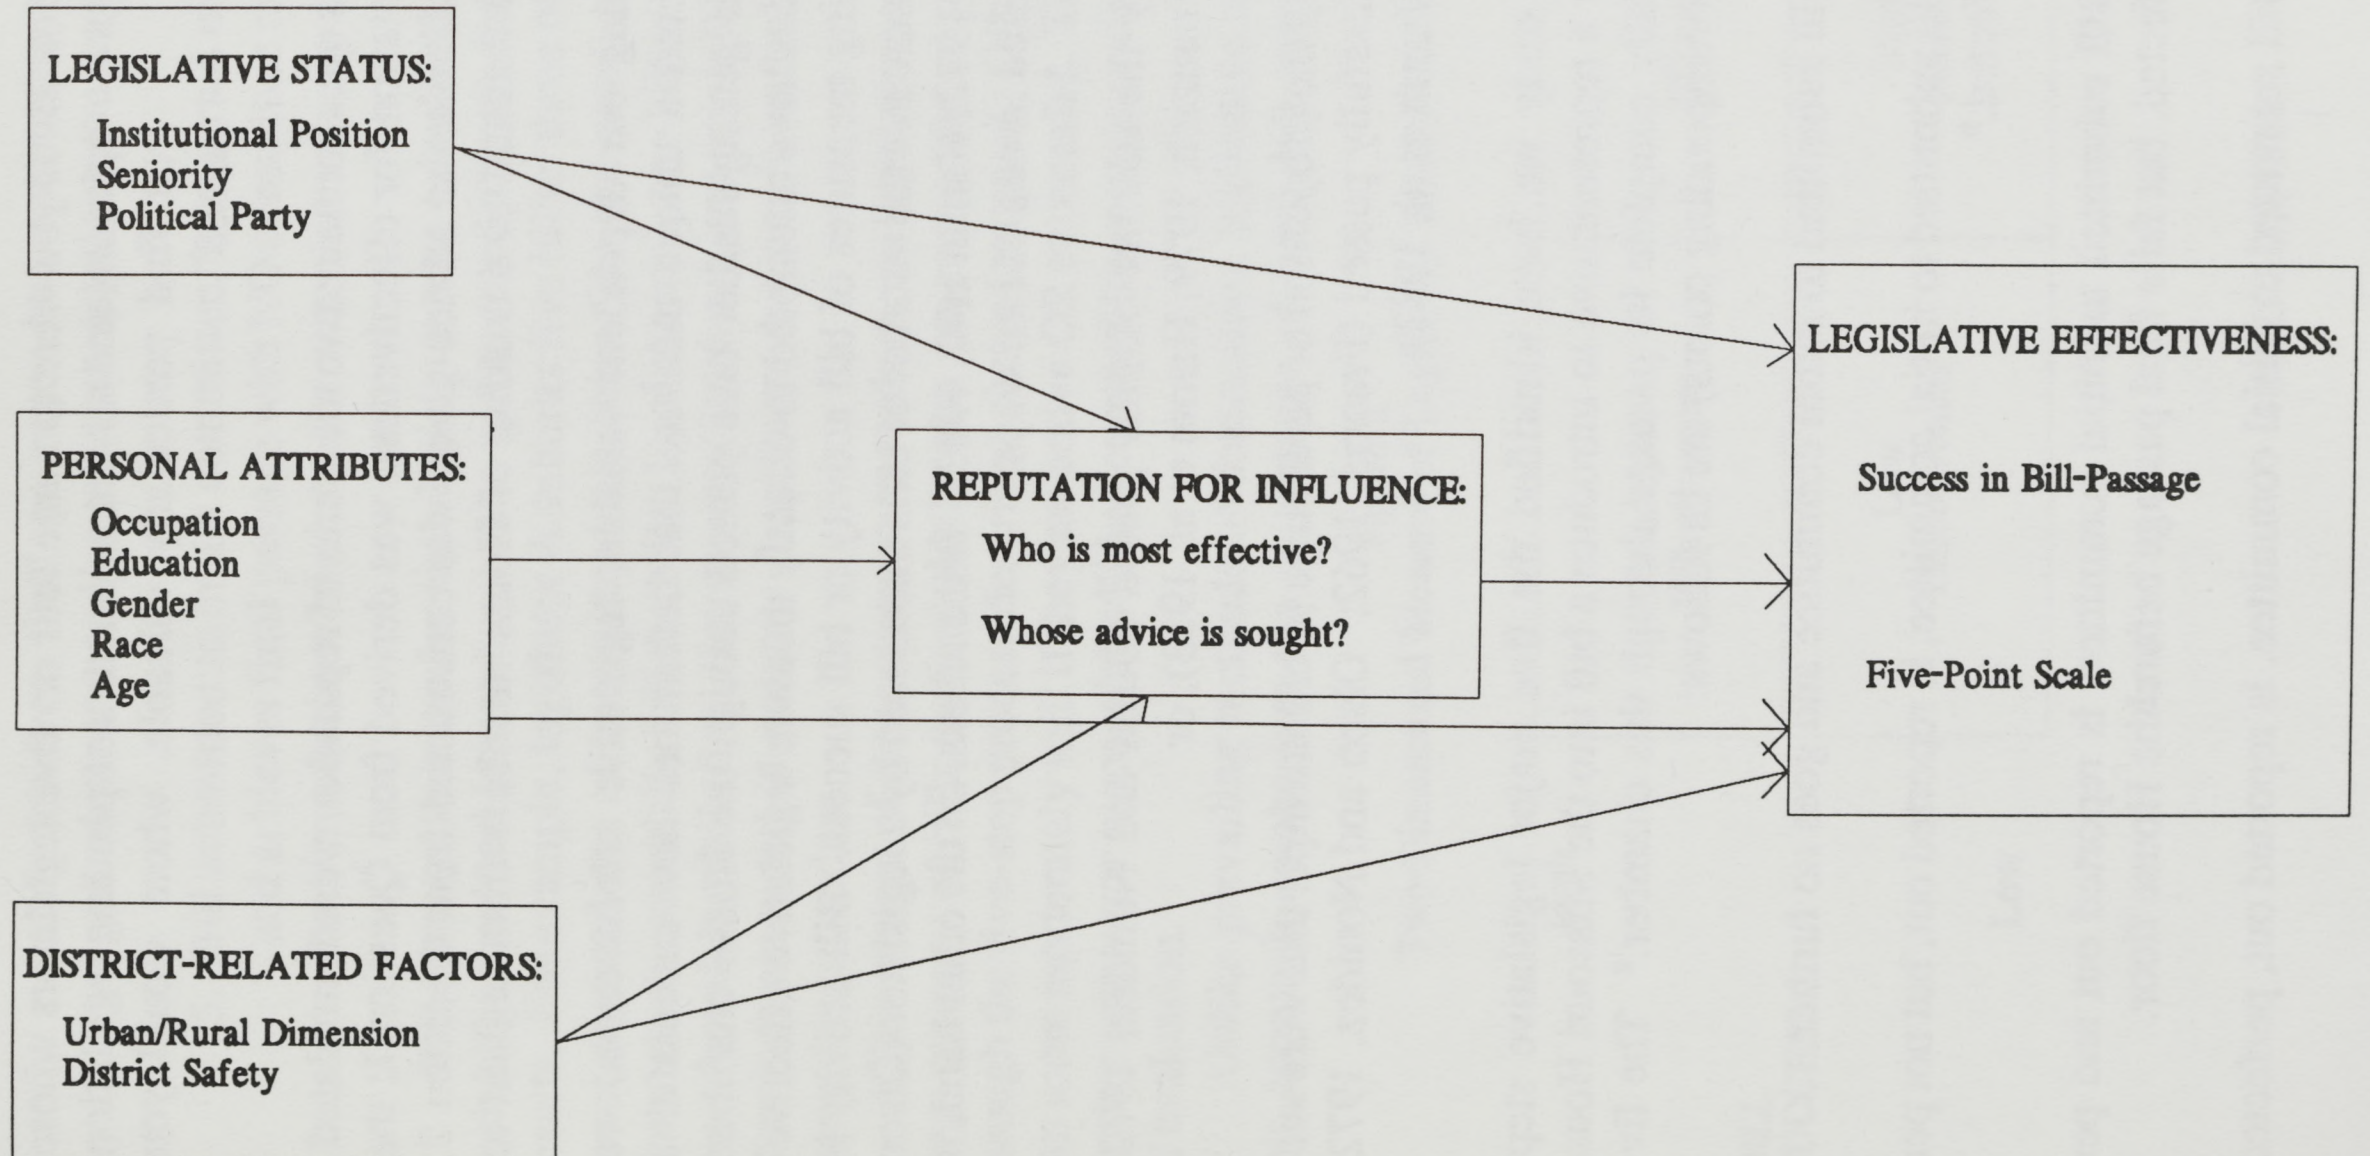 LEGISLATIVE STATUS:
Institutional Position
Seniority
Political Party
PERSONAL ATTRIBUTES:
Occupation
Education
Gender
Race
Age
DISTRICT-RELATED FACTORS:
Urban/Rural Dimension
District Safety
REPUTATION FOR INFLUENCE:
Who is most effective?
Whose advice is sought?
LEGISLATIVE EFFECTIVENESS:
Success in Bill-Passage
Five-Point Scale